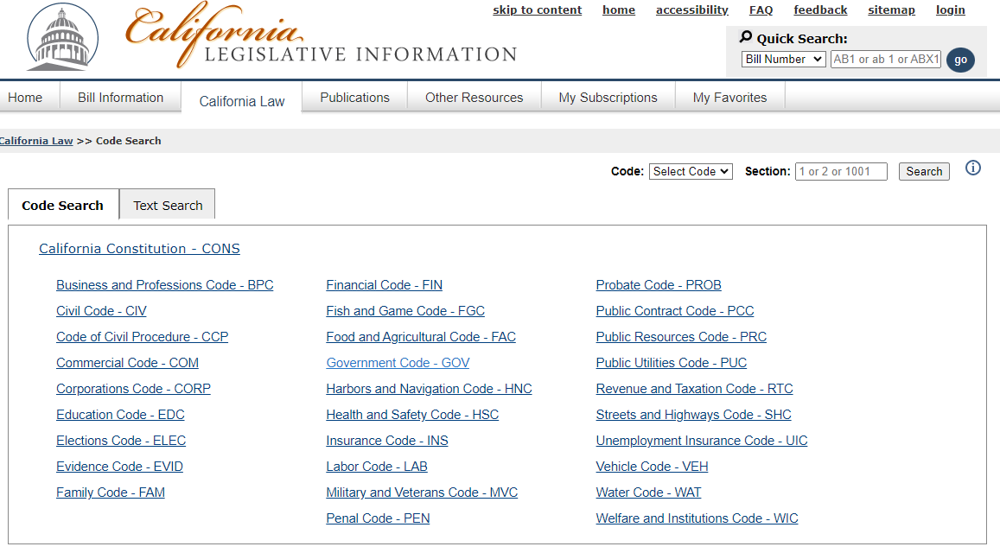 skip to content home accessibility FAQ feedback sitemap login
California
LEGISLATIVE INFORMATION
Quick Search:
Bill Number AB1 or ab 1 or ABX1 go
Home Bill Information California Law Publications Other Resources My Subscriptions My Favorites
California Law >> Code Search
Code: Select Code Section: 1 or 2 or 1001 Search
Code Search Text Search
California Constitution - CONS
Business and Professions Code - BPC Financial Code - FIN Probate Code - PROB
Civil Code - CIV Fish and Game Code - FGC Public Contract Code - PCC
Code of Civil Procedure - CCP Food and Agricultural Code - FAC Public Resources Code - PRC
Commercial Code - COM Government Code - GOV Public Utilities Code - PUC
Corporations Code - CORP Harbors and Navigation Code - HNC Revenue and Taxation Code - RTC
Education Code - EDC Health and Safety Code - HSC Streets and Highways Code - SHC
Elections Code - ELEC Insurance Code - INS Unemployment Insurance Code - UIC
Evidence Code - EVID Labor Code - LAB Vehicle Code - VEH
Family Code - FAM Military and Veterans Code - MVC Water Code - WAT
Penal Code - PEN Welfare and Institutions Code - WIC